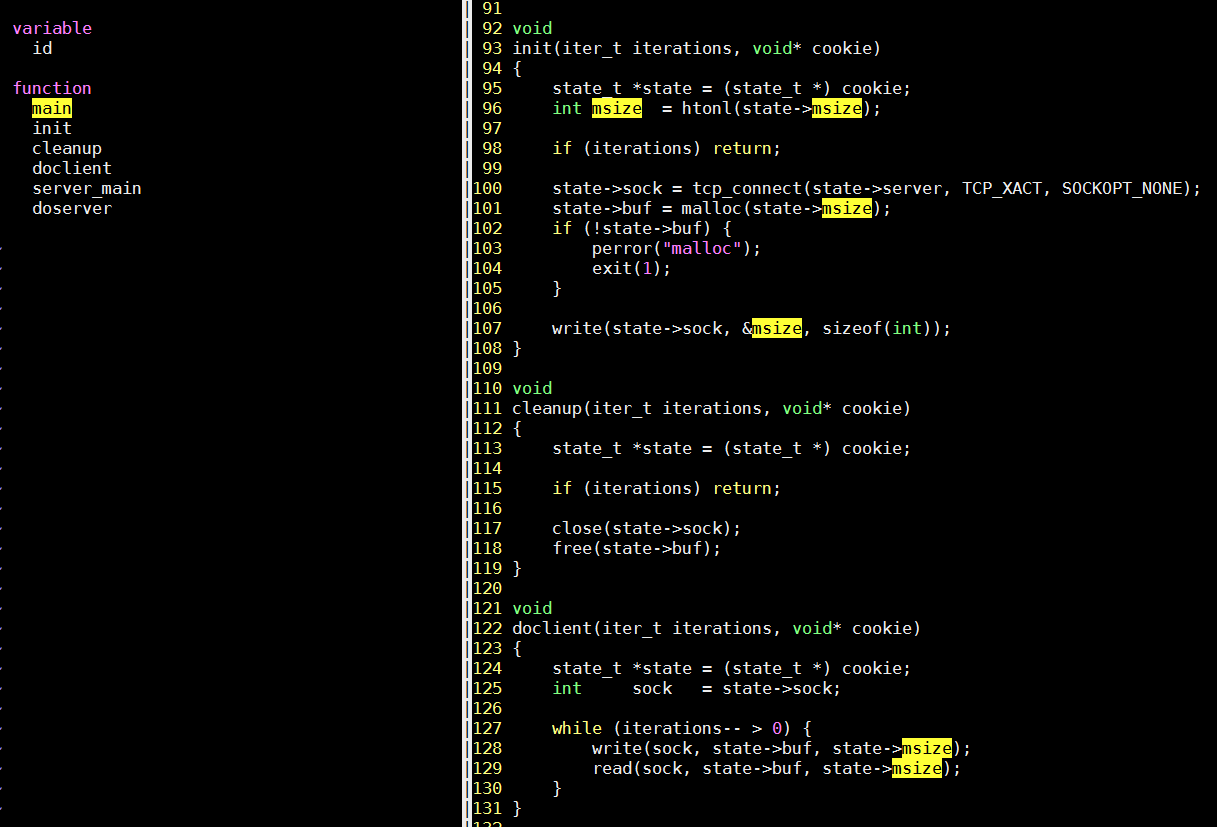 variable
  id
function
  main
  init
  cleanup
  doclient
  server_main
  doserver
91
92 void
93 init(iter_t iterations, void* cookie)
94 {
95     state_t *state = (state_t *) cookie;
96     int msize  = htonl(state->msize);
97
98     if (iterations) return;
99
100     state->sock = tcp_connect(state->server, TCP_XACT, SOCKOPT_NONE);
101     state->buf = malloc(state->msize);
102     if (!state->buf) {
103         perror("malloc");
104         exit(1);
105     }
106
107     write(state->sock, &msize, sizeof(int));
108 }
109
110 void
111 cleanup(iter_t iterations, void* cookie)
112 {
113     state_t *state = (state_t *) cookie;
114
115     if (iterations) return;
116
117     close(state->sock);
118     free(state->buf);
119 }
120
121 void
122 doclient(iter_t iterations, void* cookie)
123 {
124     state_t *state = (state_t *) cookie;
125     int     sock   = state->sock;
126
127     while (iterations-- > 0) {
128         write(sock, state->buf, state->msize);
129         read(sock, state->buf, state->msize);
130     }
131 }